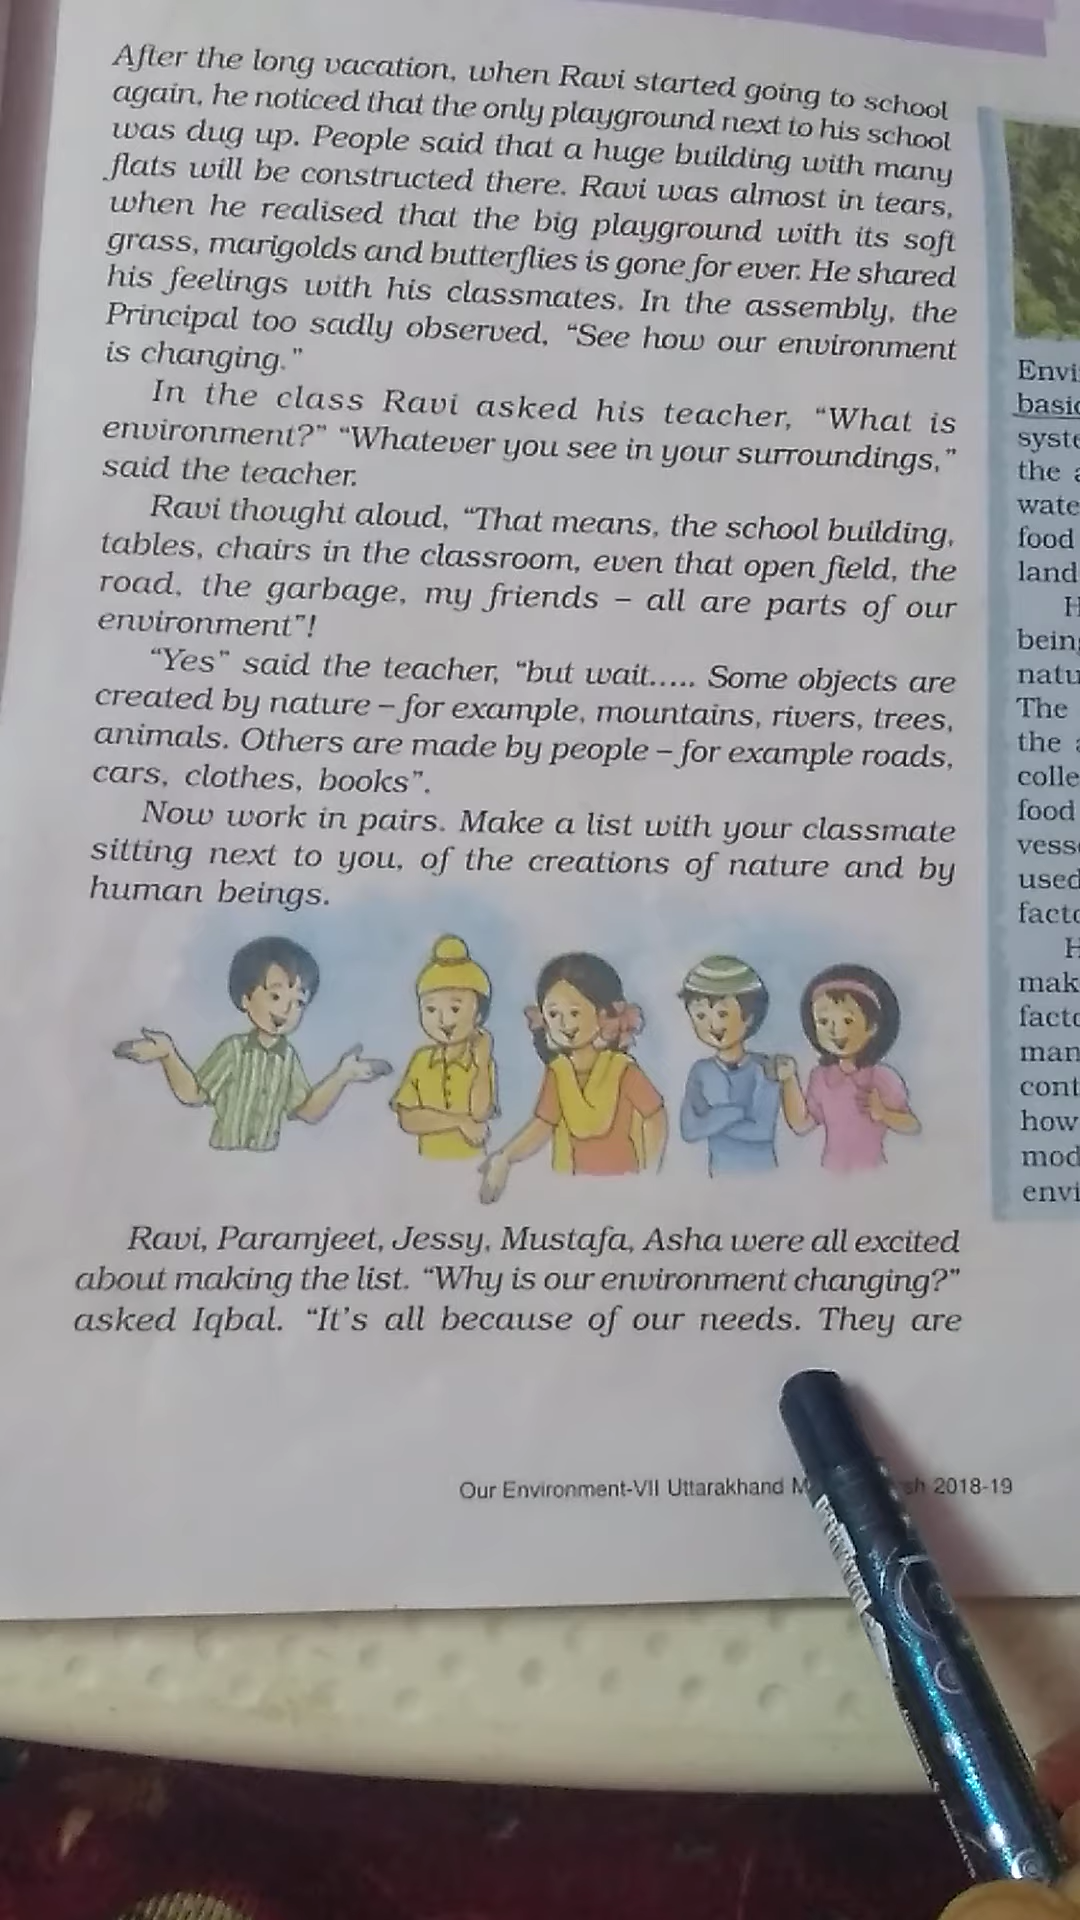 After the long vacation, when Ravi started going to school
again, he noticed that the only playground next to his school
was dug up. People said that a huge building with many
flats will be constructed there. Ravi was almost in tears,
when he realised that the big playground with its soft
grass, marigolds and butterflies is gone for ever. He shared
his feelings with his classmates. In the assembly, the
Principal too sadly observed, “See how our environment
is changing.”
In the class Ravi asked his teacher, “What is
environment?” “Whatever you see in your surroundings,”
said the teacher.
Ravi thought aloud, “That means, the school building,
tables, chairs in the classroom, even that open field, the
road, the garbage, my friends – all are parts of our
environment”!
“Yes” said the teacher, “but wait..... Some objects are
created by nature – for example, mountains, rivers, trees,
animals. Others are made by people – for example roads,
cars, clothes, books”.
Now work in pairs. Make a list with your classmate
sitting next to you, of the creations of nature and by
human beings.
Ravi, Paramjeet, Jessy, Mustafa, Asha were all excited
about making the list. “Why is our environment changing?”
asked Iqbal. “It’s all because of our needs. They are
Our Environment-VII Uttarakhand 2018-19
the
food
land
The
the
food
used
how